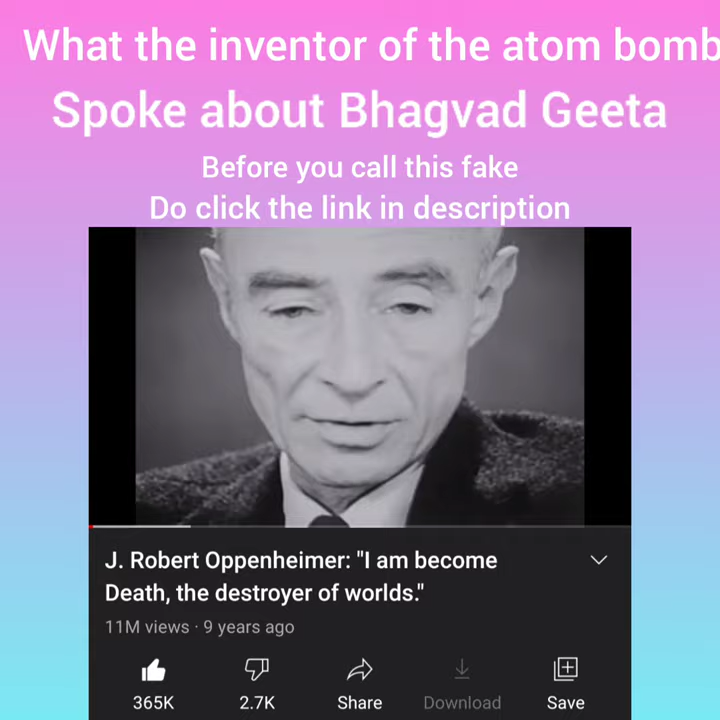 What the inventor of the atom bomb
Spoke about Bhagvad Geeta
Before you call this fake
Do click the link in description
J. Robert Oppenheimer: "I am become
Death, the destroyer of worlds."
11M views · 9 years ago
365K 2.7K Share Download Save